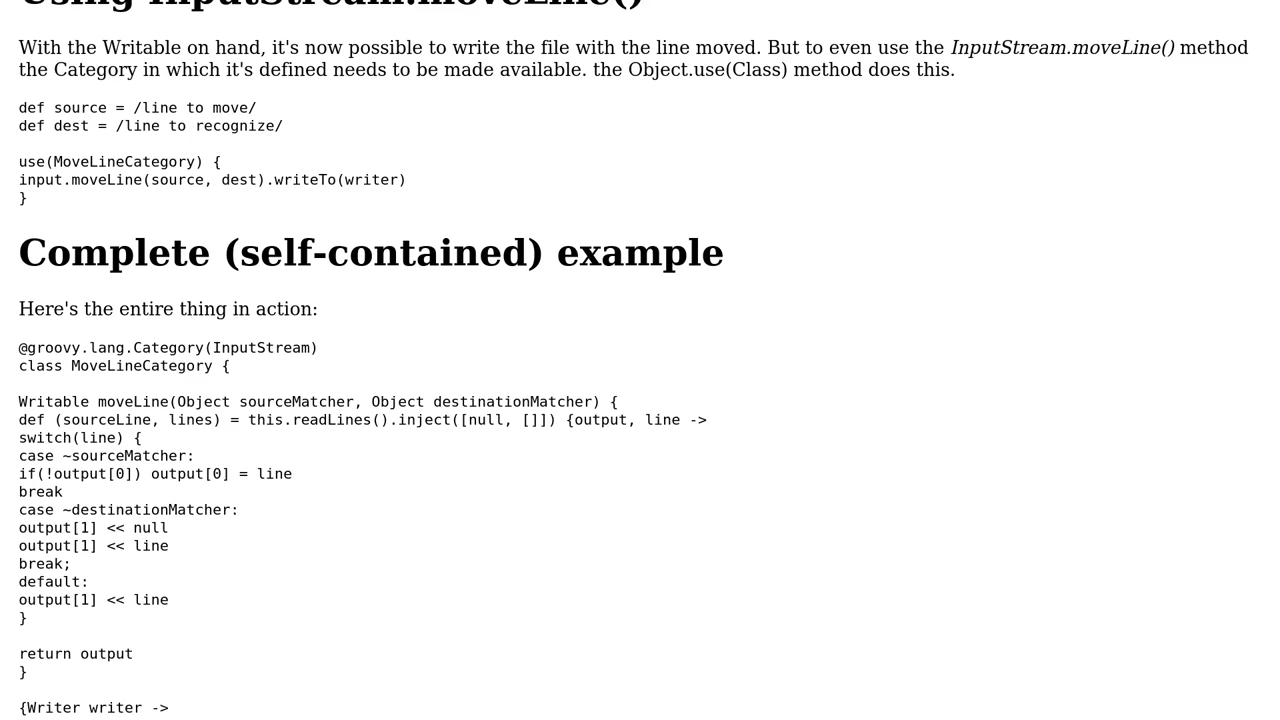 Using InputStream.moveLine()
With the Writable on hand, it's now possible to write the file with the line moved. But to even use the InputStream.moveLine() method
the Category in which it's defined needs to be made available. the Object.use(Class) method does this.
def source = /line to move/
def dest = /line to recognize/
use(MoveLineCategory) {
input.moveLine(source, dest).writeTo(writer)
}
Complete (self-contained) example
Here's the entire thing in action:
@groovy.lang.Category(InputStream)
class MoveLineCategory {
Writable moveLine(Object sourceMatcher, Object destinationMatcher) {
def (sourceLine, lines) = this.readLines().inject([null, []]) {output, line ->
switch(line) {
case ~sourceMatcher:
if(!output[0]) output[0] = line
break
case ~destinationMatcher:
output[1] << null
output[1] << line
break;
default:
output[1] << line
}
return output
}
{Writer writer ->